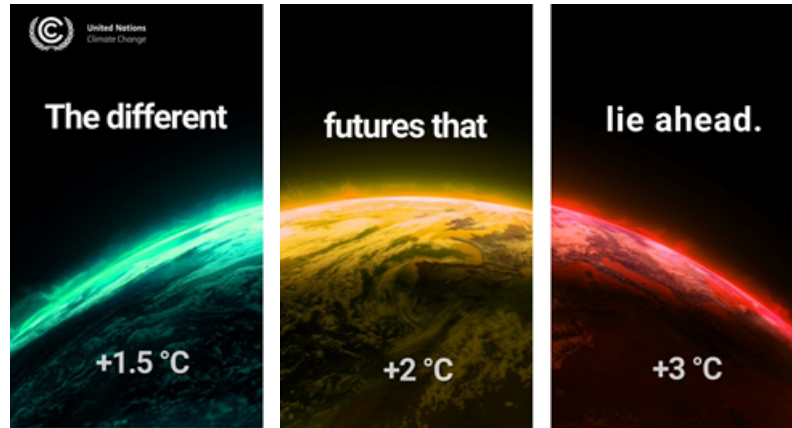 United Nations
Climate Change
The different
futures that
lie ahead.
+1.5 °C
+2 °C
+3 °C